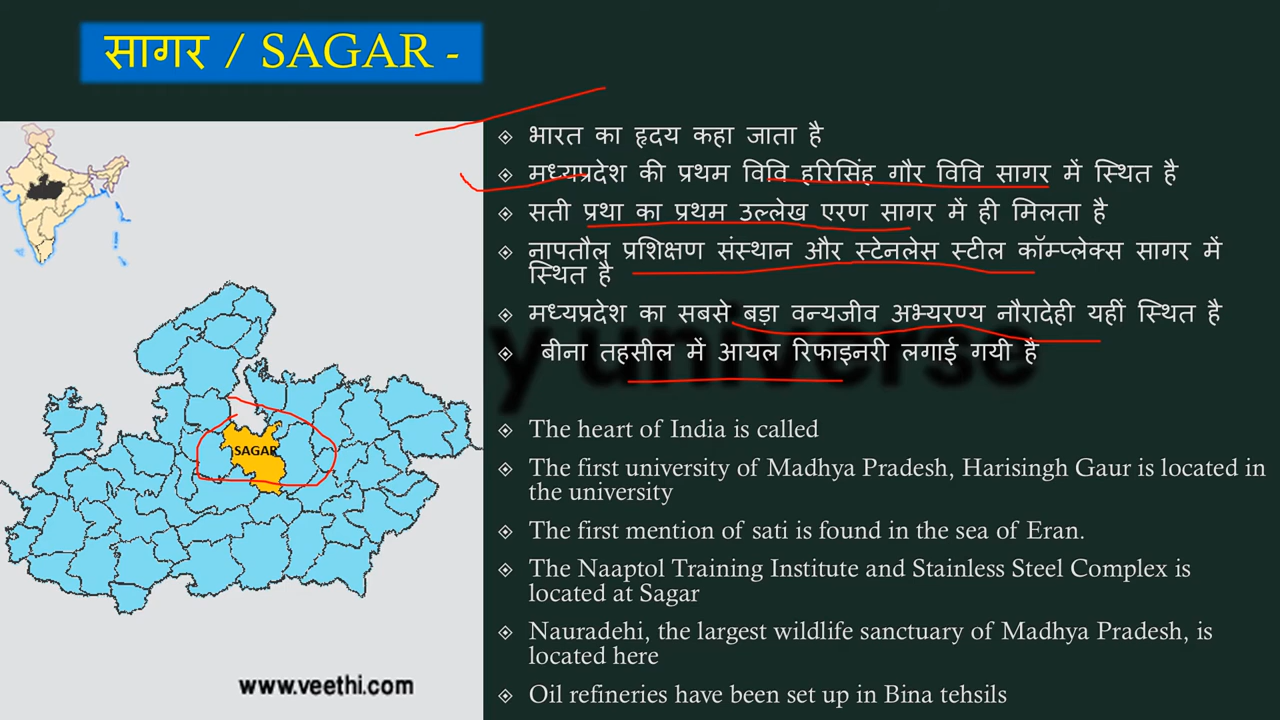 सागर / SAGAR -
भारत का हृदय कहा जाता है
मध्यप्रदेश की प्रथम विवि हरिसिंह गौर विवि सागर में स्थित है
सती प्रथा का प्रथम उल्लेख एरण सागर में ही मिलता है
नापतौल प्रशिक्षण संस्थान और स्टेनलेस स्टील कॉम्प्लेक्स सागर में
स्थित है
मध्यप्रदेश का सबसे बड़ा वन्यजीव अभ्यरण्य नौरादेही यहीं स्थित है
बीना तहसील में आयल रिफाइनरी लगाई गयी है
y universe
SAGAR
The heart of India is called
The first university of Madhya Pradesh, Harisingh Gaur is located in
the university
The first mention of sati is found in the sea of Eran.
The Naaptol Training Institute and Stainless Steel Complex is
located at Sagar
Nauradehi, the largest wildlife sanctuary of Madhya Pradesh, is
located here
Oil refineries have been set up in Bina tehsils
www.veethi.com